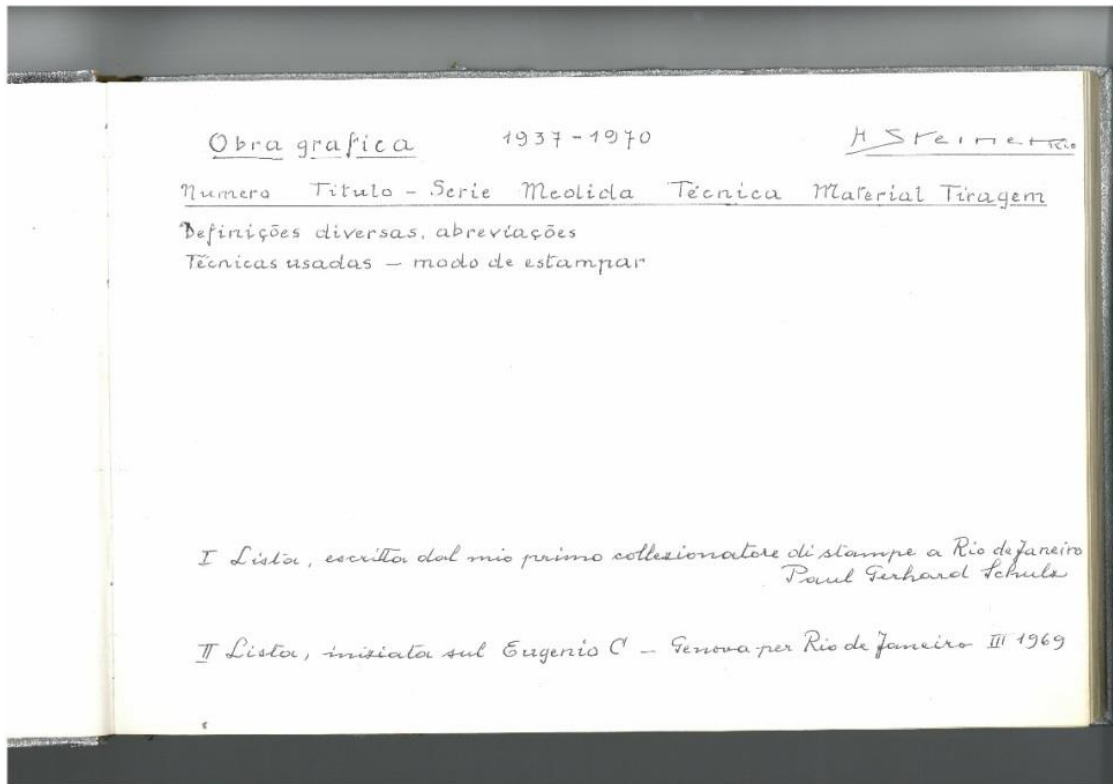 Obra grafica 1937-1970 H Steiner Rio
Numero Titulo - Serie Medida Técnica Material Tiragem
Definições diversas, abreviações
Técnicas usadas — modo de estampar
I Lista, escritta dal mio primo collezionatore di stampe a Rio de Janeiro
Paul Gerhard Schulz
II Lista, iniziata sul Eugenio C — Genova per Rio de Janeiro III 1969